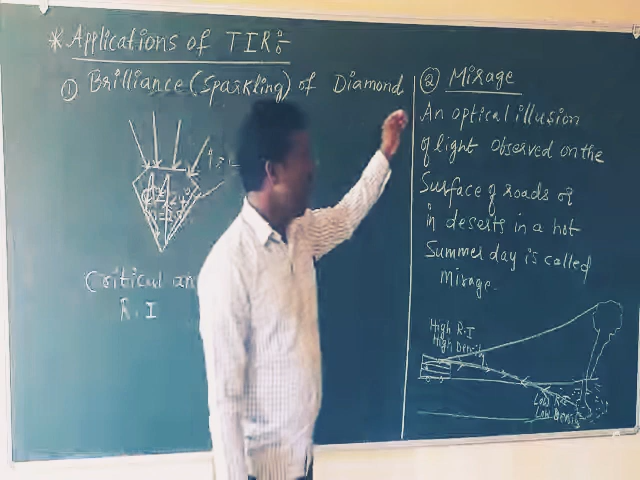 * Applications of TIR:-
① Brilliance (Sparkling) of Diamond
Critical an
R.I
② Mirage
An optical illusion
of light observed on the
Surface of roads or
in deserts in a hot
Summer day is called
mirage.
High R.I
High Density
Low R.I
Low Density